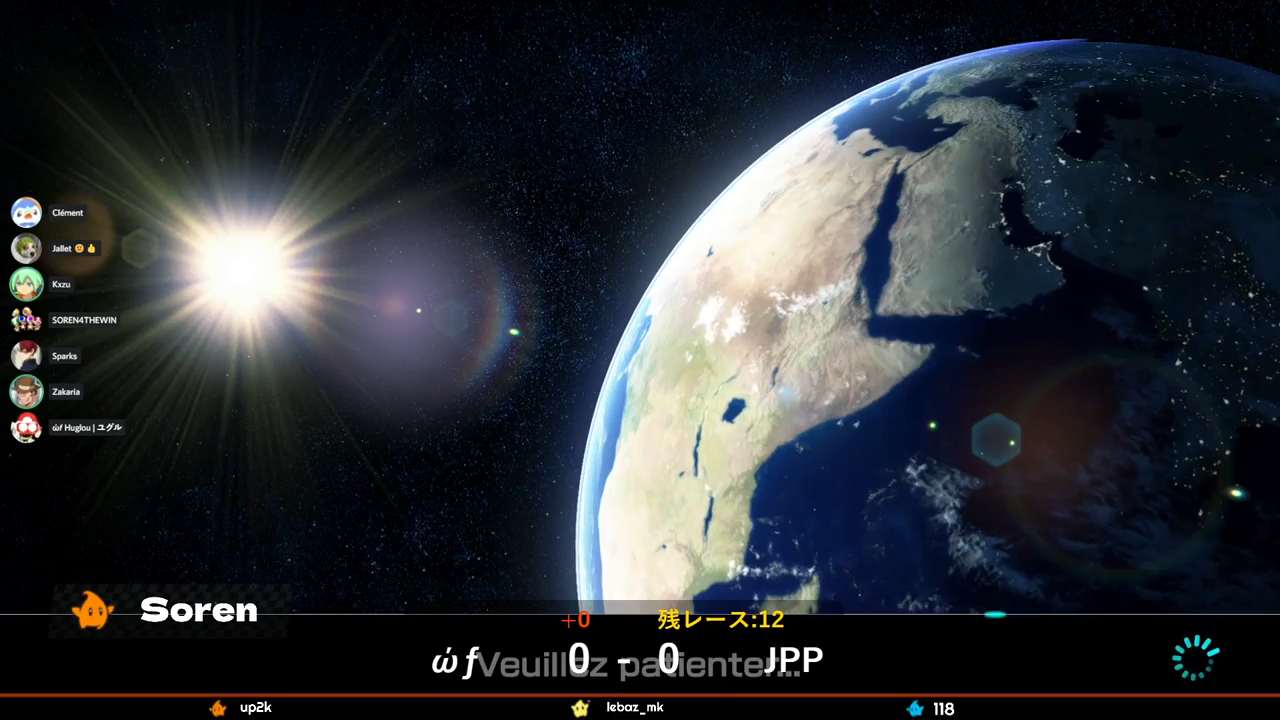 Clément
Jallet 😐 👍
Kxzu
SOREN4THEWIN
Sparks
Zakaria
ώf Huglou | ユグル
Soren
+0 残レース:12
ώƒ 0 - 0 JPP
Veuillez patienter...
up2k lebaz_mk 118